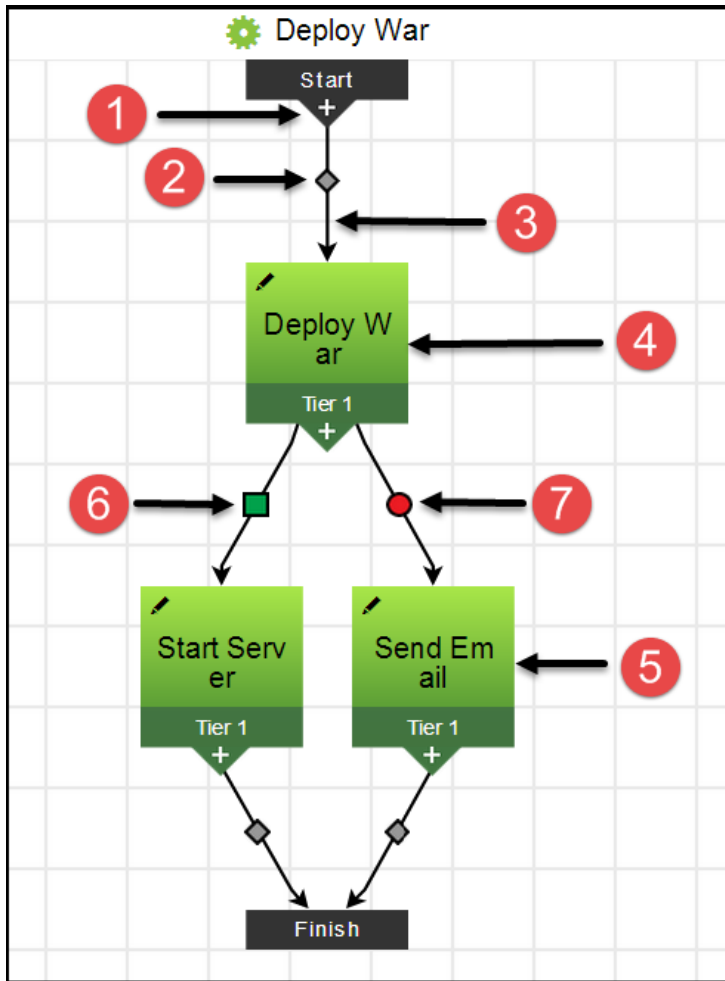 Deploy War
Start
+
1
2
3
Deploy W
ar
4
Tier 1
+
6
7
Start Serv
er
Send Em
ail
5
Tier 1
+
Tier 1
+
Finish